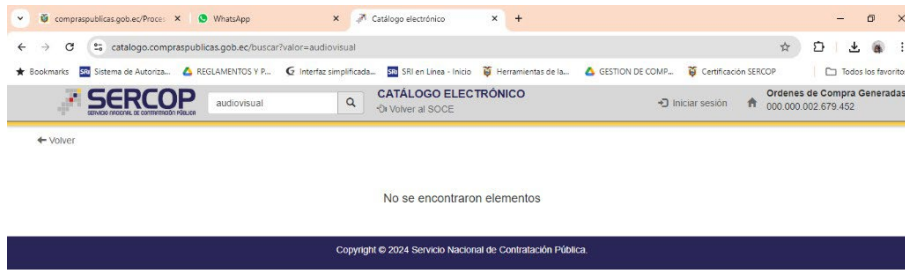 compraspublicas.gob.ec/Proce:
WhatsApp
Catálogo electrónico
catalogo.compraspublicas.gob.ec/buscar?valor=audiovisual
Bookmarks
Sistema de Autoriza...
REGLAMENTOS Y P...
Interfaz simplificada...
SRI en Linea - Inicio
Herramientas de la...
GESTION DE COMP...
Certificación SERCOP
Todos los favoritos
SERCOP
SERVICIO NACIONAL DE CONTRATACIÓN PÚBLICA
audiovisual
CATÁLOGO ELECTRÓNICO
Volver al SOCE
Iniciar sesión
Ordenes de Compra Generadas
000.000.002.679.452
Volver
No se encontraron elementos
Copyright © 2024 Servicio Nacional de Contratación Pública.